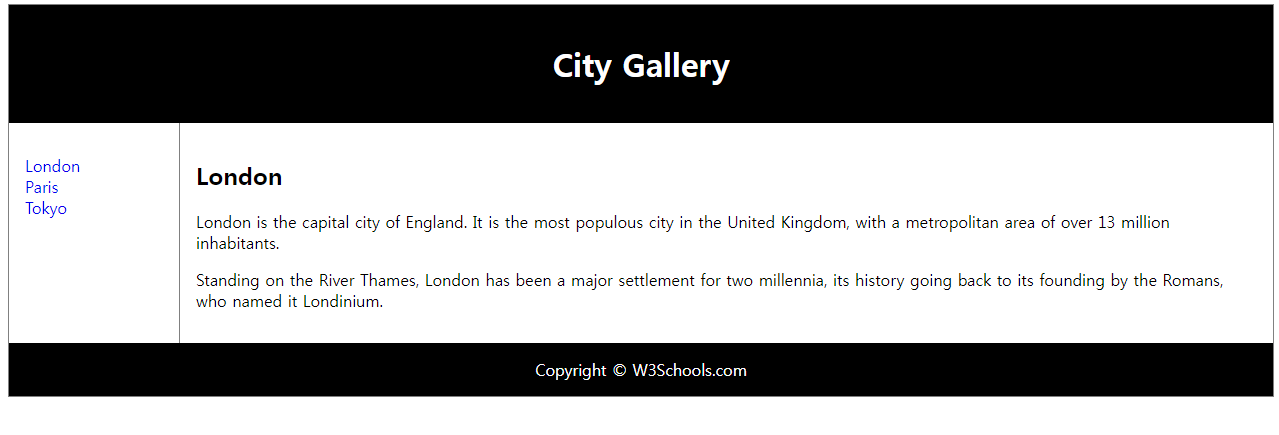 City Gallery
London
Paris
Tokyo
London
London is the capital city of England. It is the most populous city in the United Kingdom, with a metropolitan area of over 13 million
inhabitants.
Standing on the River Thames, London has been a major settlement for two millennia, its history going back to its founding by the Romans,
who named it Londinium.
Copyright © W3Schools.com